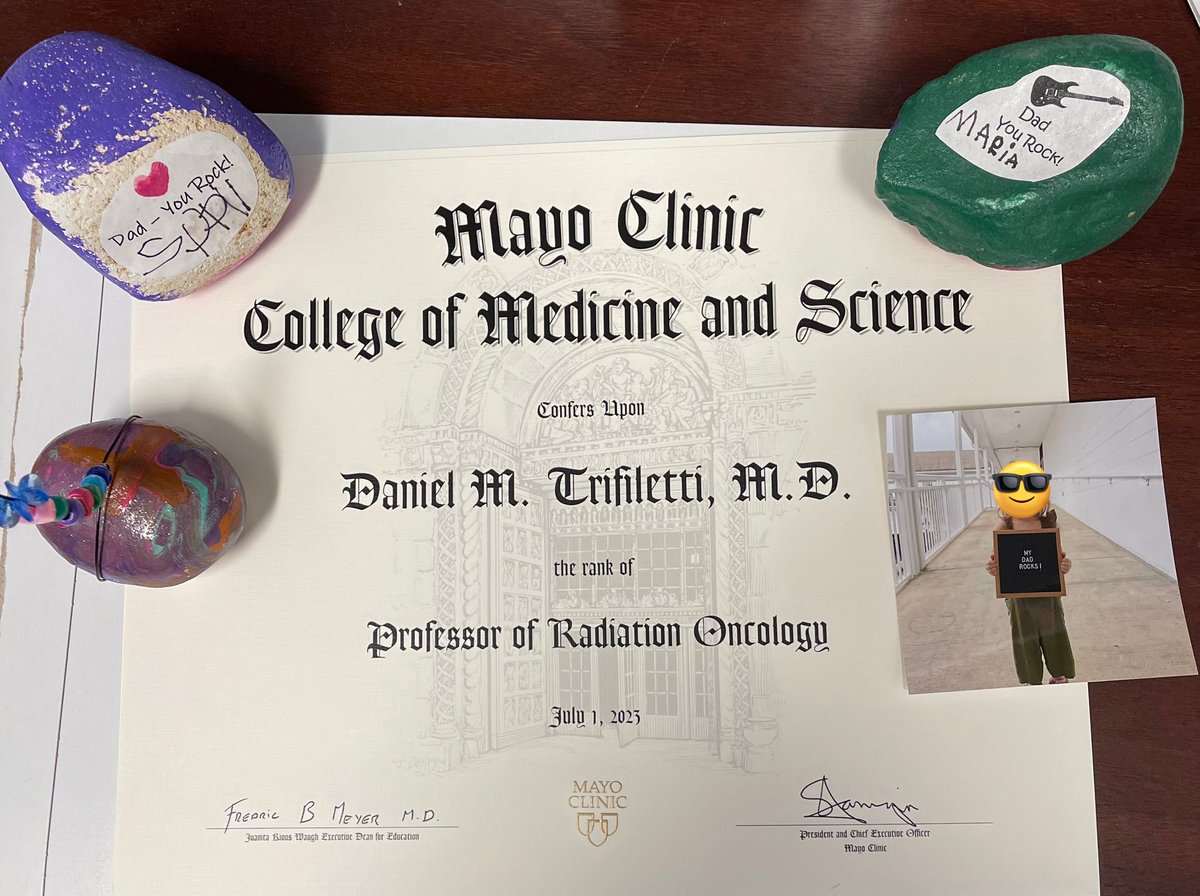 Dad - You Rock!
Dad
You Rock!
MARiA
Mayo Clinic
College of Medicine and Science
Confers Upon
Daniel M. Trifiletti, M.D.
the rank of
Professor of Radiation Oncology
July 1, 2023
MY
DAD
ROCKS!
FREDRIC B MEYER M.D.
Juanita Kious Waugh Executive Dean for Education
MAYO
CLINIC
President and Chief Executive Officer
Mayo Clinic